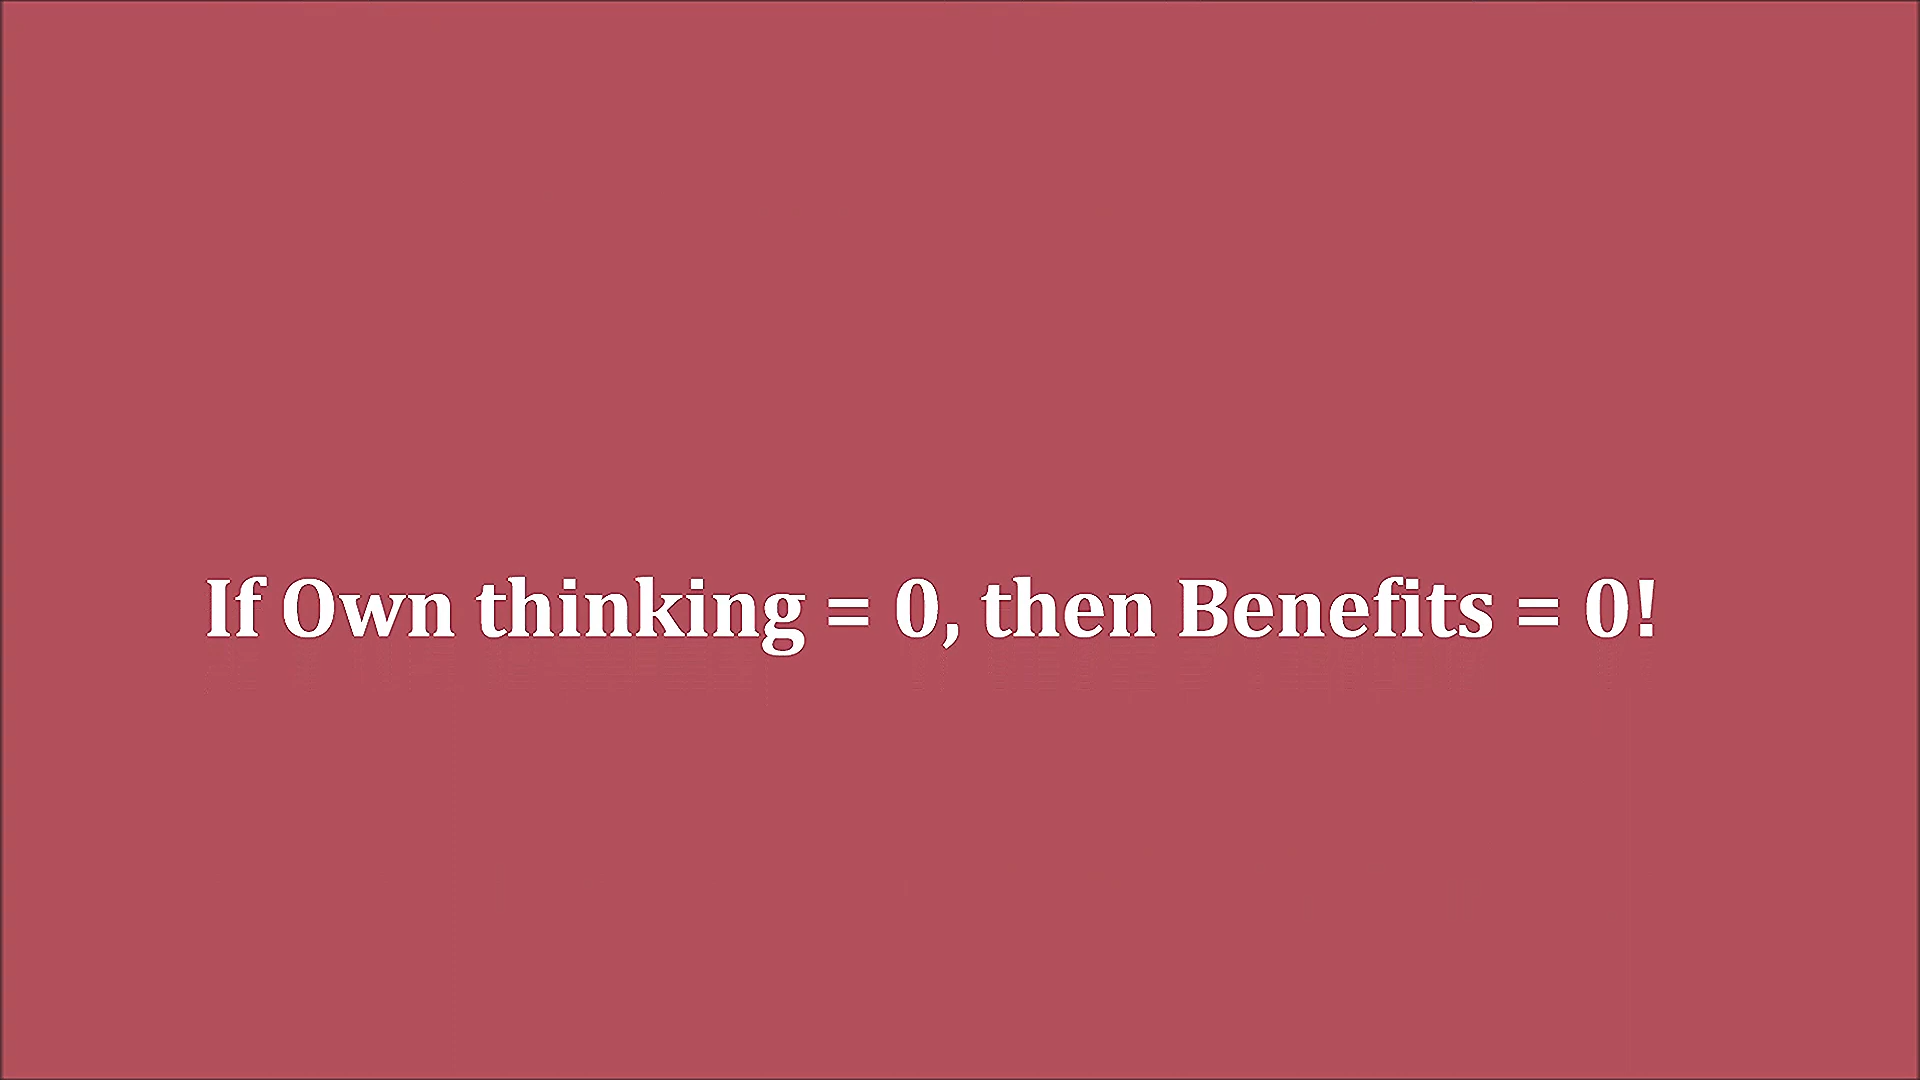 If Own thinking = 0, then Benefits = 0!